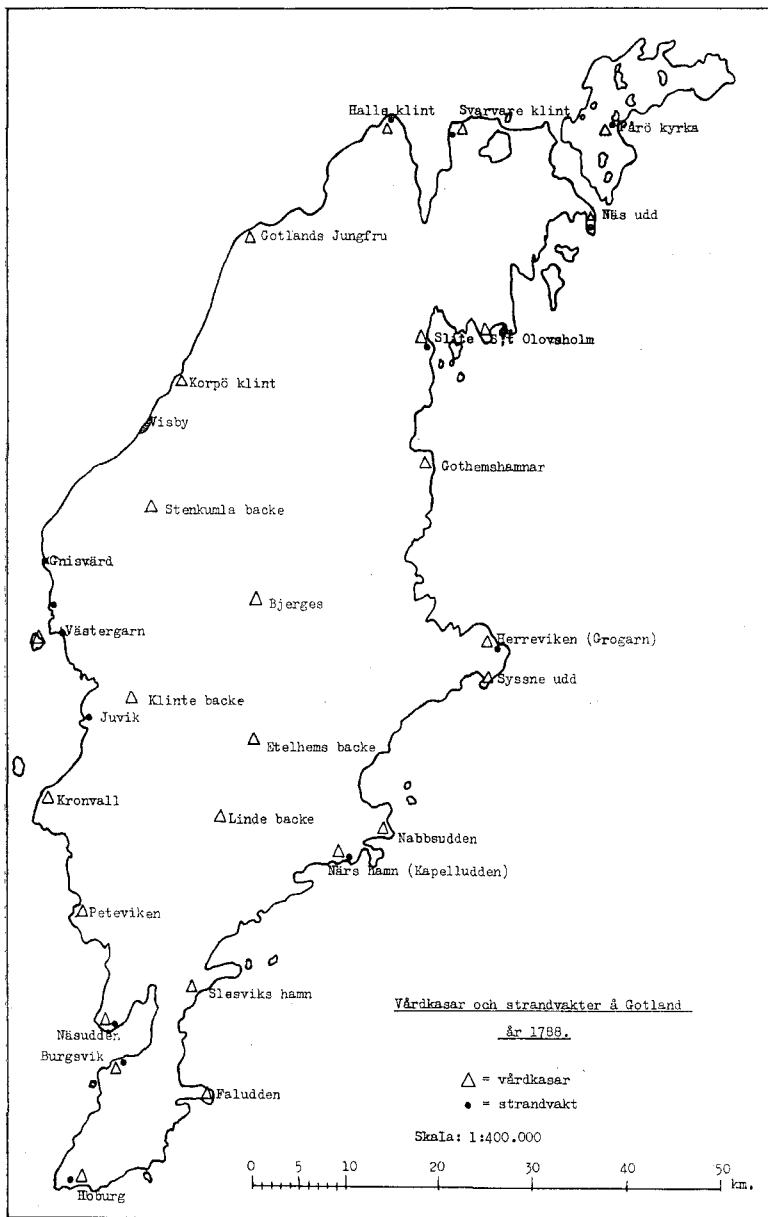 Halls klint
Svarvare klint
Fårö kyrka
Näs udd
Gotlands Jungfru
Slite
S:t Olovsholm
Korpö klint
Visby
Gothemshamnar
Stenkumla backe
Gnisvärd
Bjerges
Västergarn
Herreviken (Grogarn)
Syssne udd
Klinte backe
Juvik
Etelhems backe
Kronvall
Linde backe
Nabbsudden
Närs hamn (Kapelludden)
Peteviken
Slesviks hamn
Vårdkasar och strandvakter å Gotland
år 1788.
Näsudden
Burgsvik
Faludden
△ = vårdkasar
• = strandvakt
Skala: 1:400.000
0 5 10 20 30 40 50
km.
Hoburg